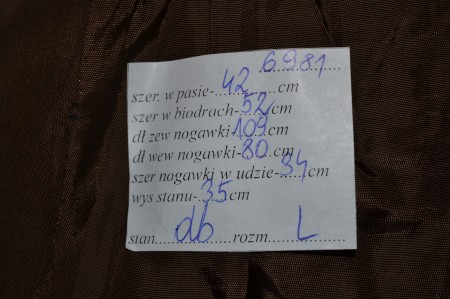 6981
szer. w pasie-42cm
szer w biodrach-52cm
dł zew nogawki-109cm
dł wew nogawki-80cm
szer nogawki w udzie-34cm
wys stanu-35cm
stan db rozm L